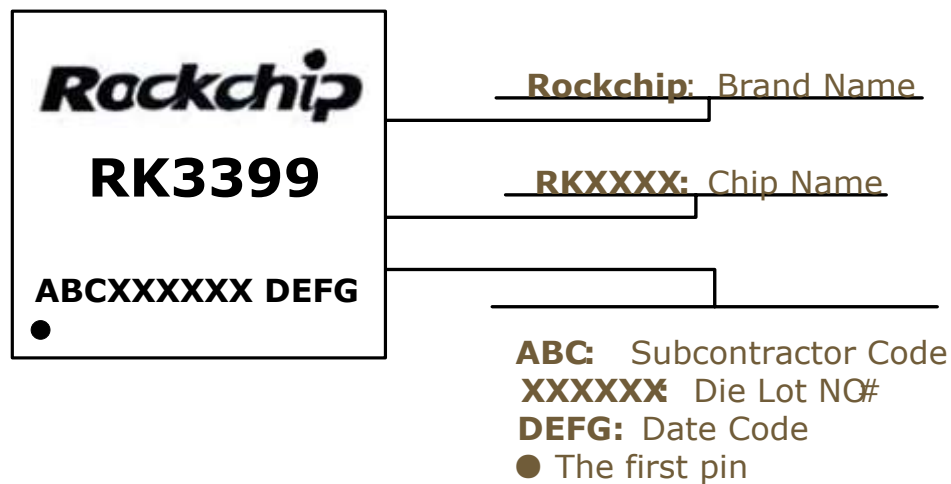 Rockchip
RK3399
ABCXXXXXX DEFG
●
Rockchip: Brand Name
RKXXXX: Chip Name
ABC: Subcontractor Code
XXXXXX: Die Lot NO#
DEFG: Date Code
● The first pin